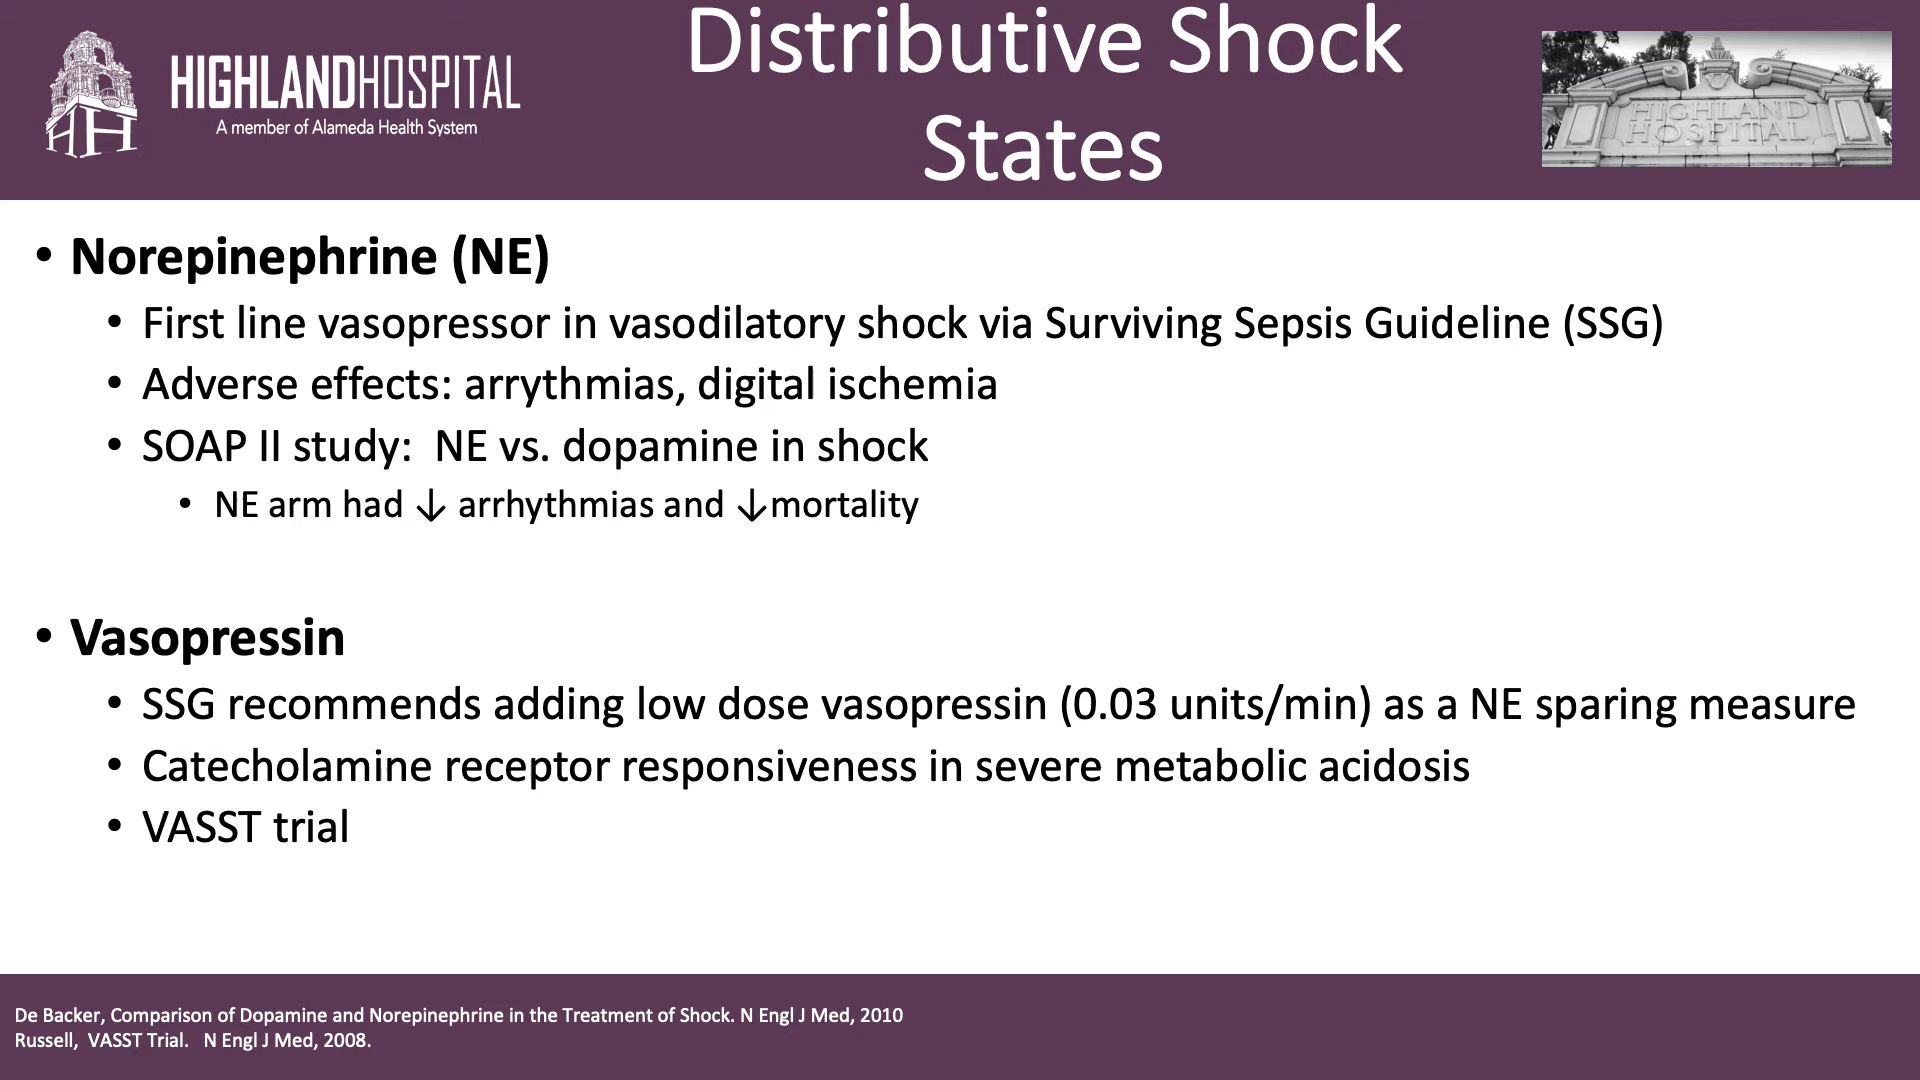 HIGHLANDHOSPITAL
A member of Alameda Health System
Distributive Shock
States
HIGHLAND
HOSPITAL
• Norepinephrine (NE)
• First line vasopressor in vasodilatory shock via Surviving Sepsis Guideline (SSG)
• Adverse effects: arrythmias, digital ischemia
• SOAP II study:  NE vs. dopamine in shock
• NE arm had ↓ arrhythmias and ↓mortality
• Vasopressin
• SSG recommends adding low dose vasopressin (0.03 units/min) as a NE sparing measure
• Catecholamine receptor responsiveness in severe metabolic acidosis
• VASST trial
De Backer, Comparison of Dopamine and Norepinephrine in the Treatment of Shock. N Engl J Med, 2010
Russell,  VASST Trial.   N Engl J Med, 2008.